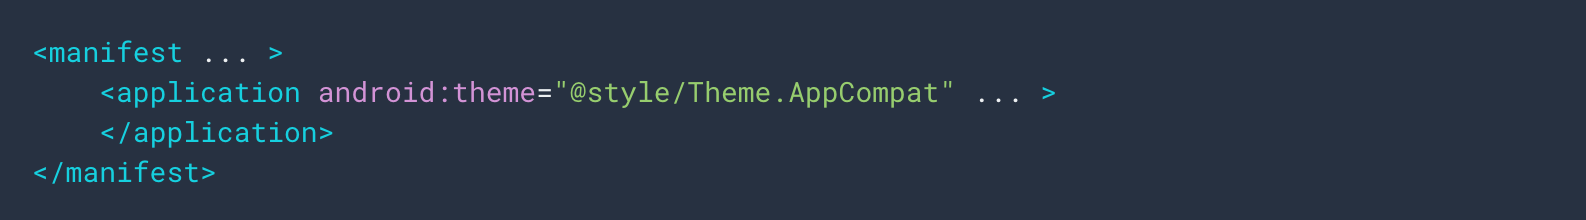 <manifest ... >
    <application android:theme="@style/Theme.AppCompat" ... >
    </application>
</manifest>